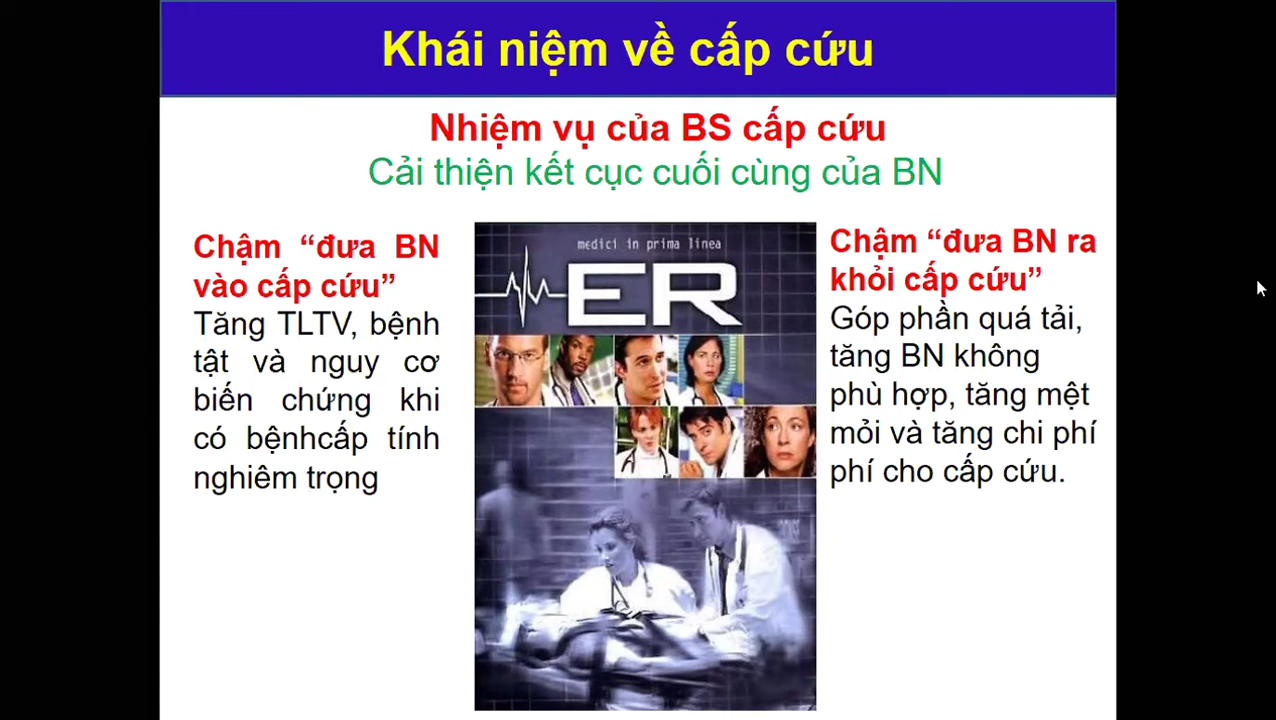 Khái niệm về cấp cứu
Nhiệm vụ của BS cấp cứu
Cải thiện kết cục cuối cùng của BN
Chậm “đưa BN
vào cấp cứu”
Tăng TLTV, bệnh
tật và nguy cơ
biến chứng khi
có bệnhcấp tính
nghiêm trọng
medici in prima linea
ER
Chậm “đưa BN ra
khỏi cấp cứu”
Góp phần quá tải,
tăng BN không
phù hợp, tăng mệt
mỏi và tăng chi phí
phí cho cấp cứu.